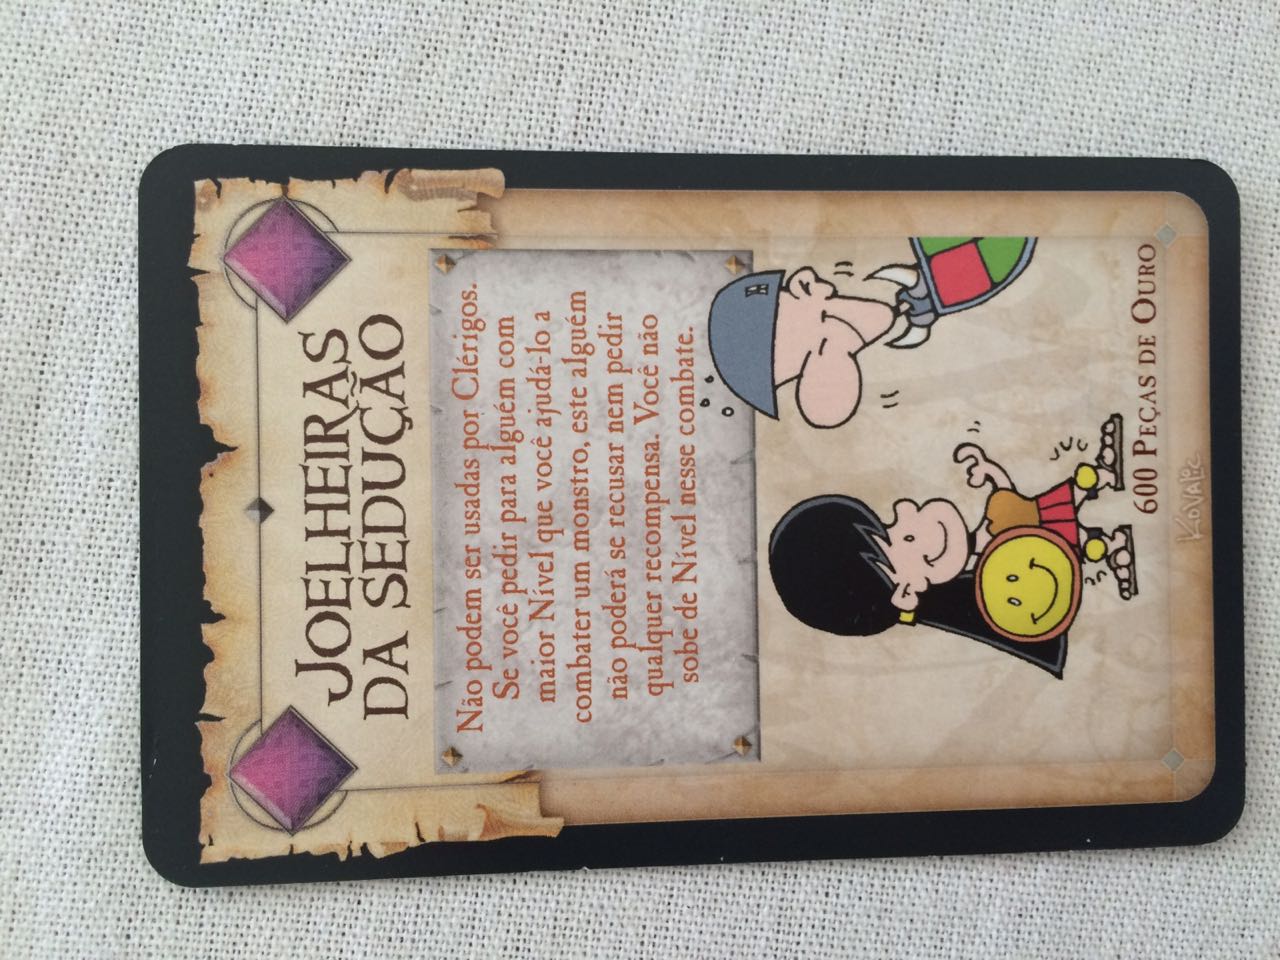 JOELHEIRAS
DA SEDUÇÃO
Não podem ser usadas por Clérigos.
Se você pedir para alguém com
maior Nível que você ajudá-lo a
combater um monstro, este alguém
não poderá se recusar nem pedir
qualquer recompensa. Você não
sobe de Nível nesse combate.
600 PEÇAS DE OURO
KOVALIC